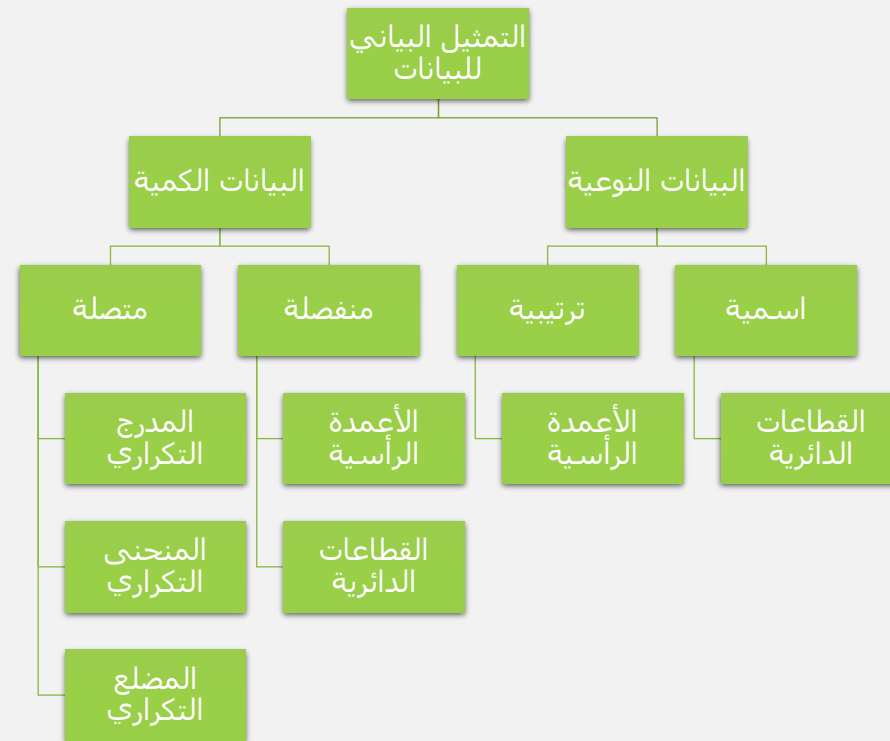 التمثيل البياني
للبيانات
البيانات النوعية
البيانات الكمية
اسمية
ترتيبية
منفصلة
متصلة
القطاعات
الدائرية
الأعمدة
الرأسية
الأعمدة
الرأسية
المدرج
التكراري
القطاعات
الدائرية
المنحنى
التكراري
المضلع
التكراري